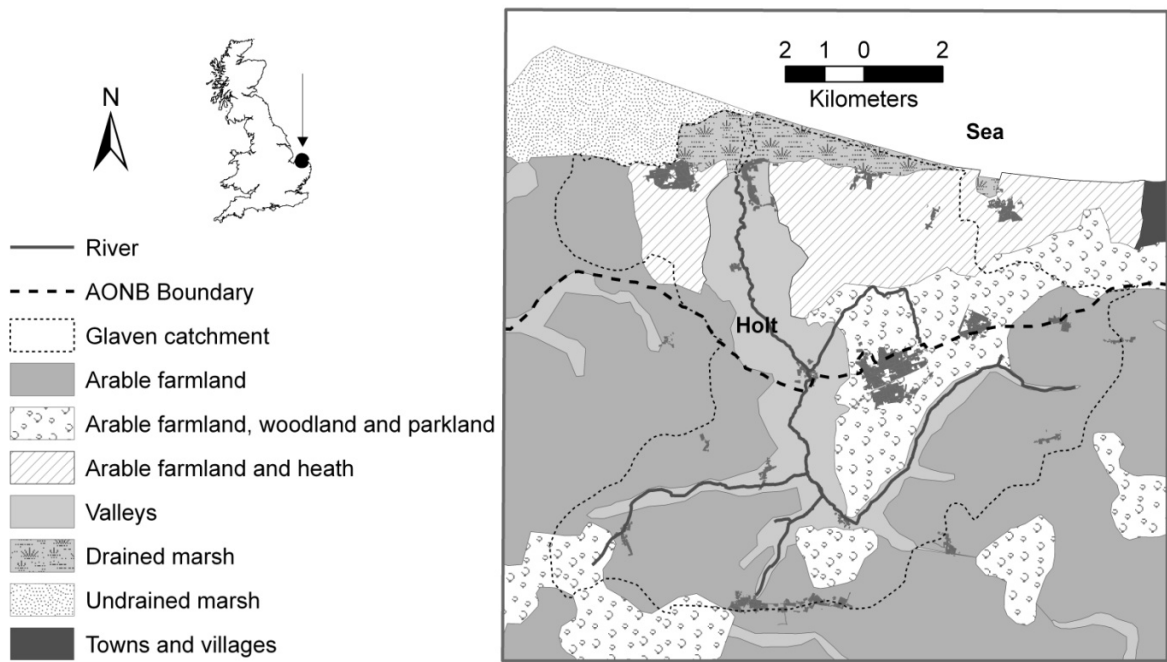 N
River
AONB Boundary
Glaven catchment
Arable farmland
Arable farmland, woodland and parkland
Arable farmland and heath
Valleys
Drained marsh
Undrained marsh
Towns and villages
2 1 0 2
Kilometers
Sea
Holt